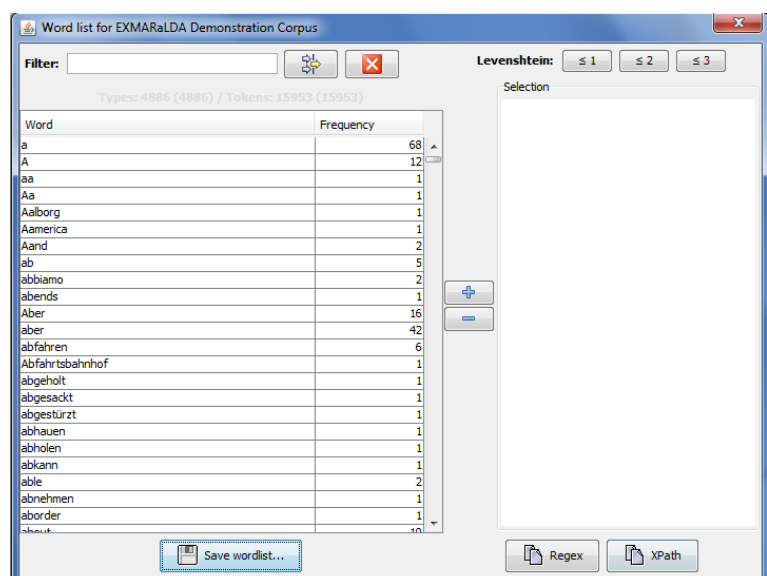 Word list for EXMARaLDA Demonstration Corpus
Filter:
Levenshtein: ≤ 1 ≤ 2 ≤ 3
Types: 4886 (4886) / Tokens: 15953 (15953)
Selection
Word Frequency
a 68
A 12
aa 1
Aa 1
Aalborg 1
Aamerica 1
Aand 2
ab 5
abbiamo 2
abends 1
Aber 16
aber 42
abfahren 6
Abfahrtsbahnhof 1
abgeholt 1
abgesackt 1
abgestürzt 1
abhauen 1
abholen 1
abkann 1
able 2
abnehmen 1
aborder 1
about 10
Save wordlist...
Regex
XPath